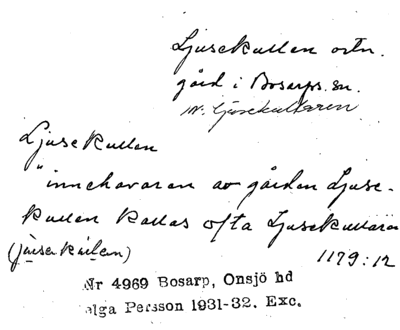 Ljusekullen ortn.
gård i Bosarps sn.
m. ljusekullaren
Ljusekullen
"innehavaren av gården Ljuse-
kullen kallas ofta Ljusekullaren
1179:12
Nr 4969 Bosarp, Onsjö hd
elga Persson 1931-32. Exc.